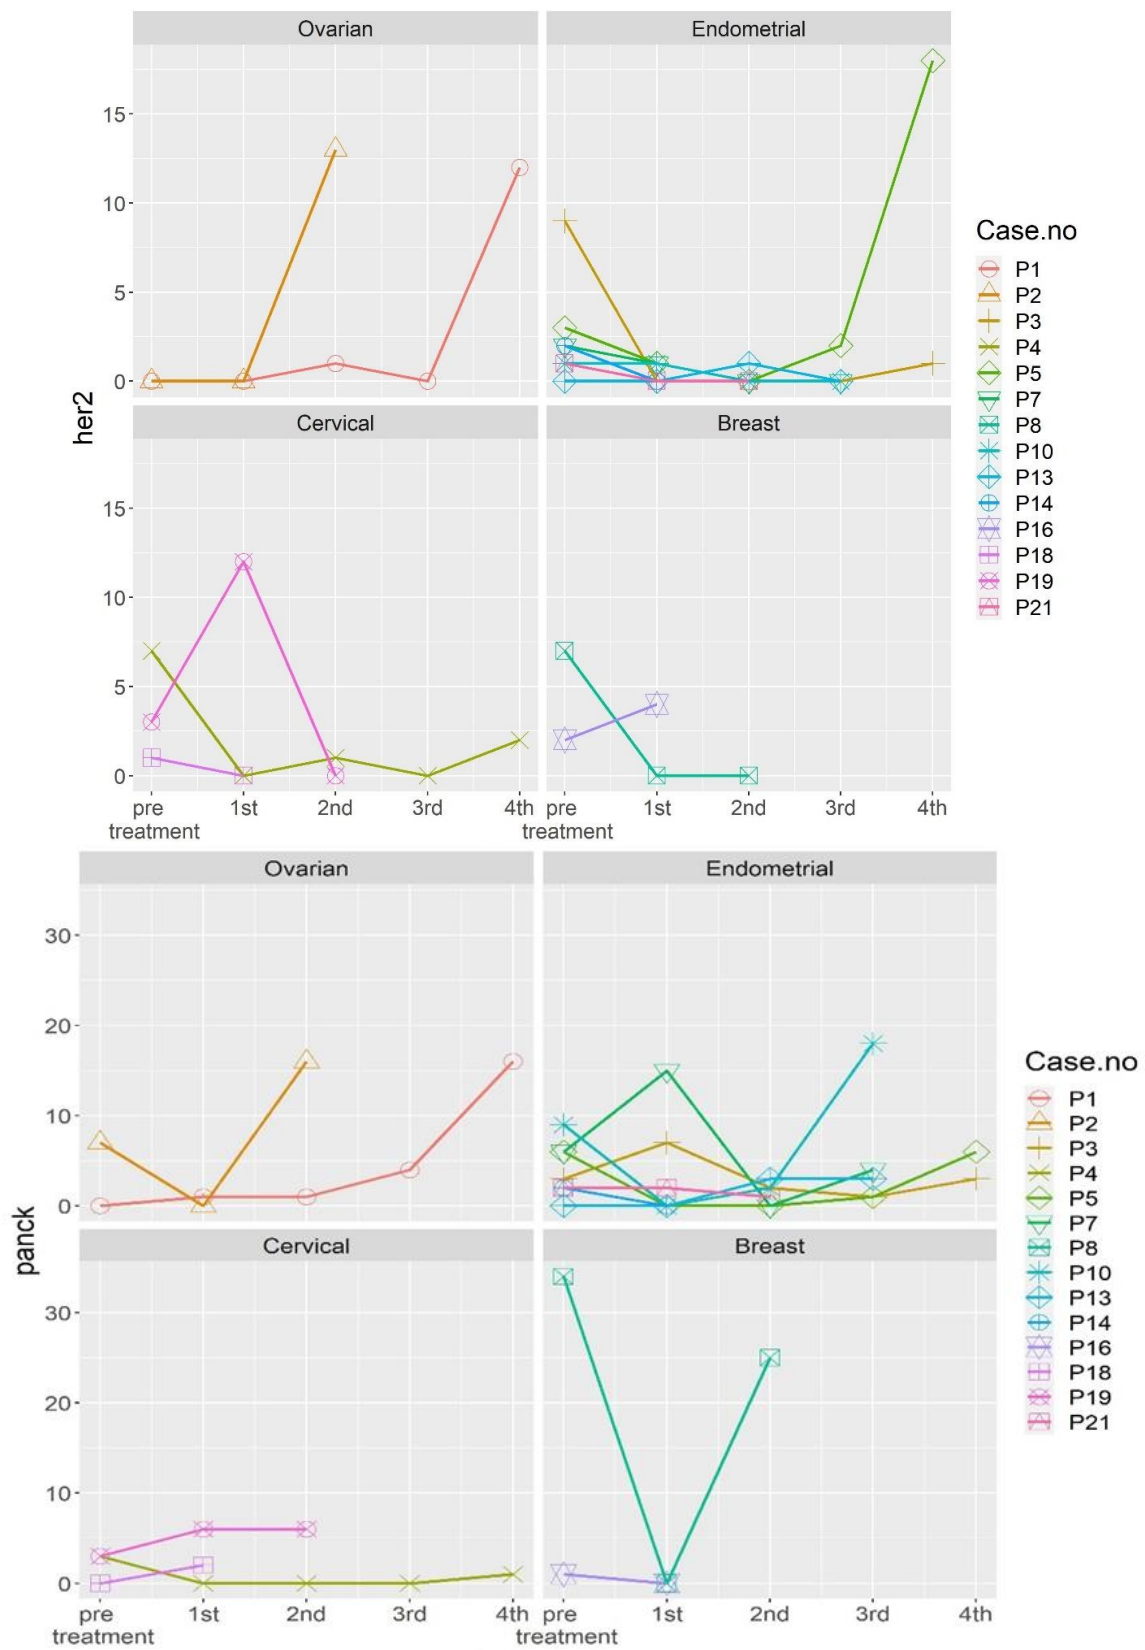 Ovarian Endometrial
15
10
5
0
her2
Cervical Breast
15
10
5
0
pre treatment 1st 2nd 3rd 4th pre treatment 1st 2nd 3rd 4th
Case.no
P1
P2
P3
P4
P5
P7
P8
P10
P13
P14
P16
P18
P19
P21
Ovarian Endometrial
30
20
10
0
panck
Cervical Breast
30
20
10
0
pre treatment 1st 2nd 3rd 4th pre treatment 1st 2nd 3rd 4th
Case.no
P1
P2
P3
P4
P5
P7
P8
P10
P13
P14
P16
P18
P19
P21